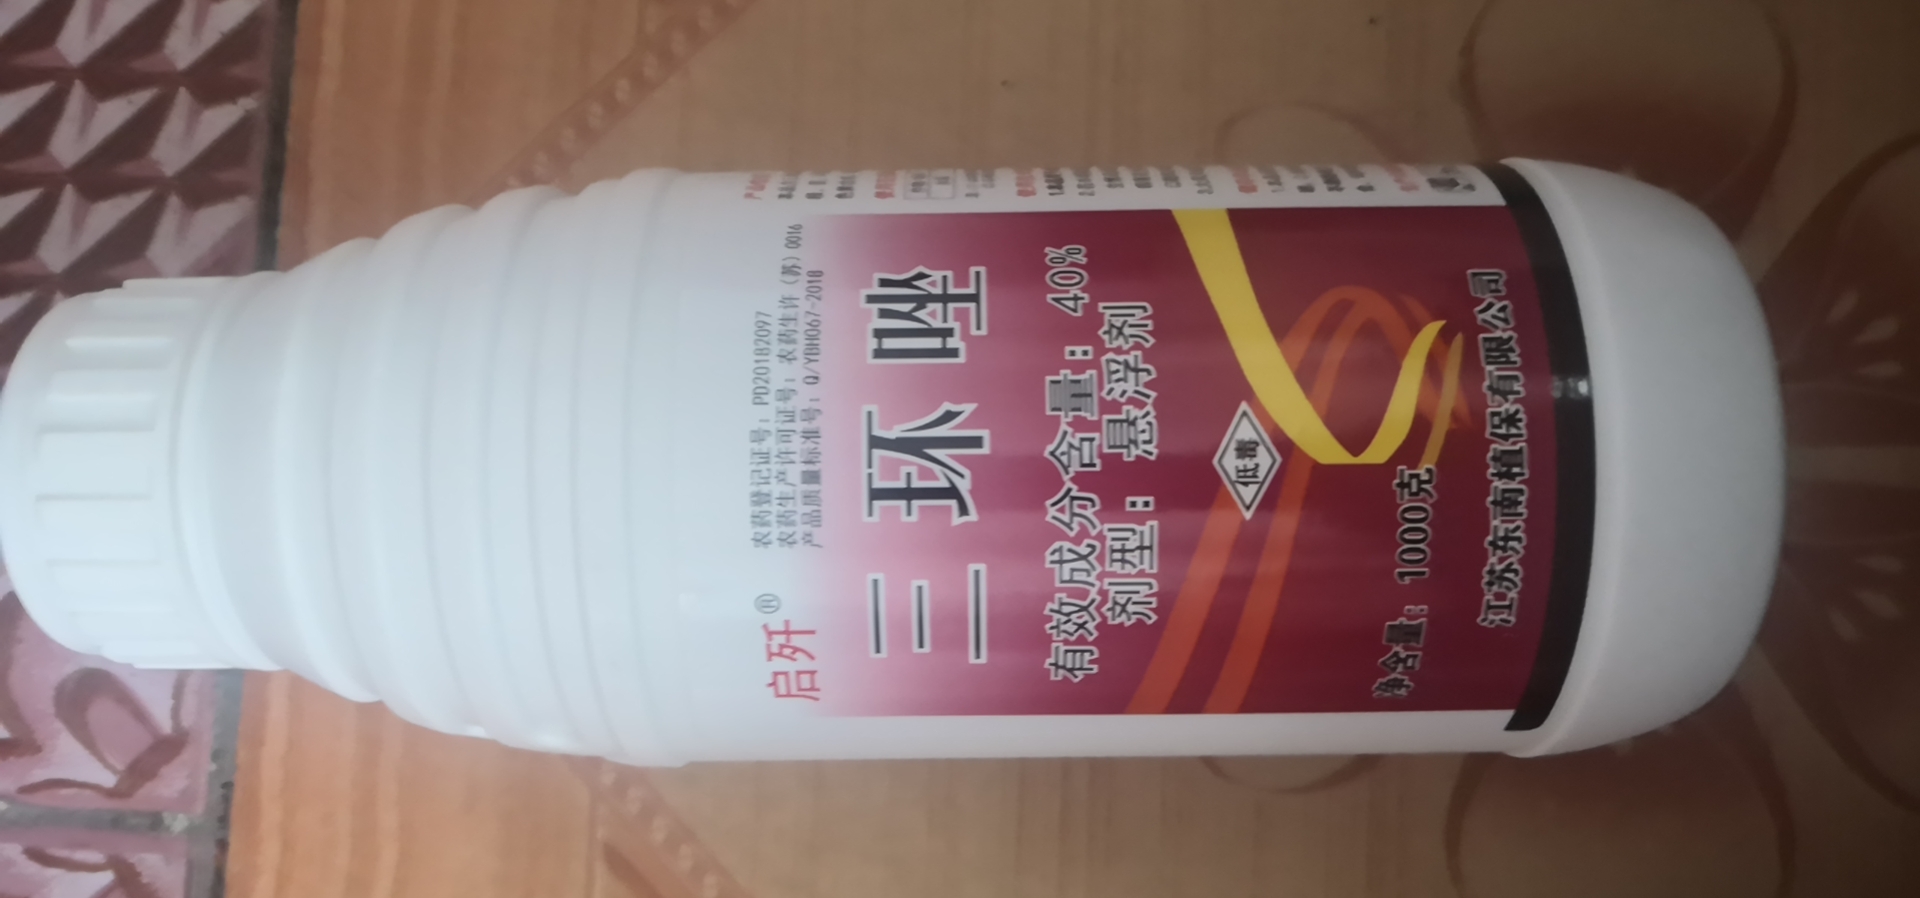 启歼®
农药登记证号：PD20182097
农药生产许可证号：农药生许（苏）0016
产品质量标准号：Q/YBH067-2018
三环唑
有效成分含量：40%
剂型：悬浮剂
低毒
净含量：1000克
江苏东南植保有限公司